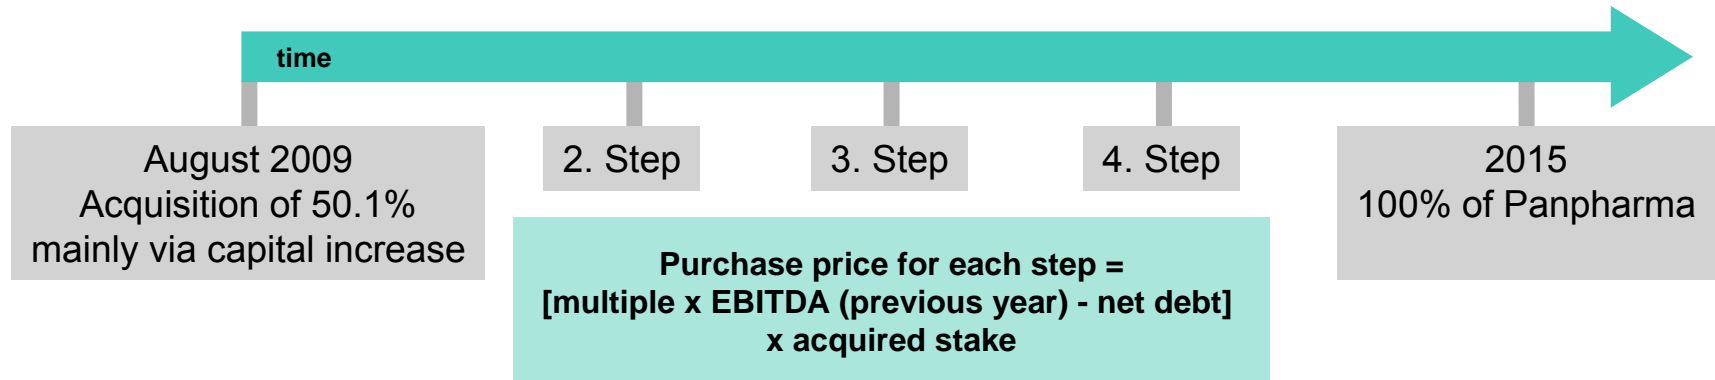 time
August 2009
Acquisition of 50.1%
mainly via capital increase
2. Step
3. Step
4. Step
2015
100% of Panpharma
Purchase price for each step =
[multiple x EBITDA (previous year) - net debt]
x acquired stake